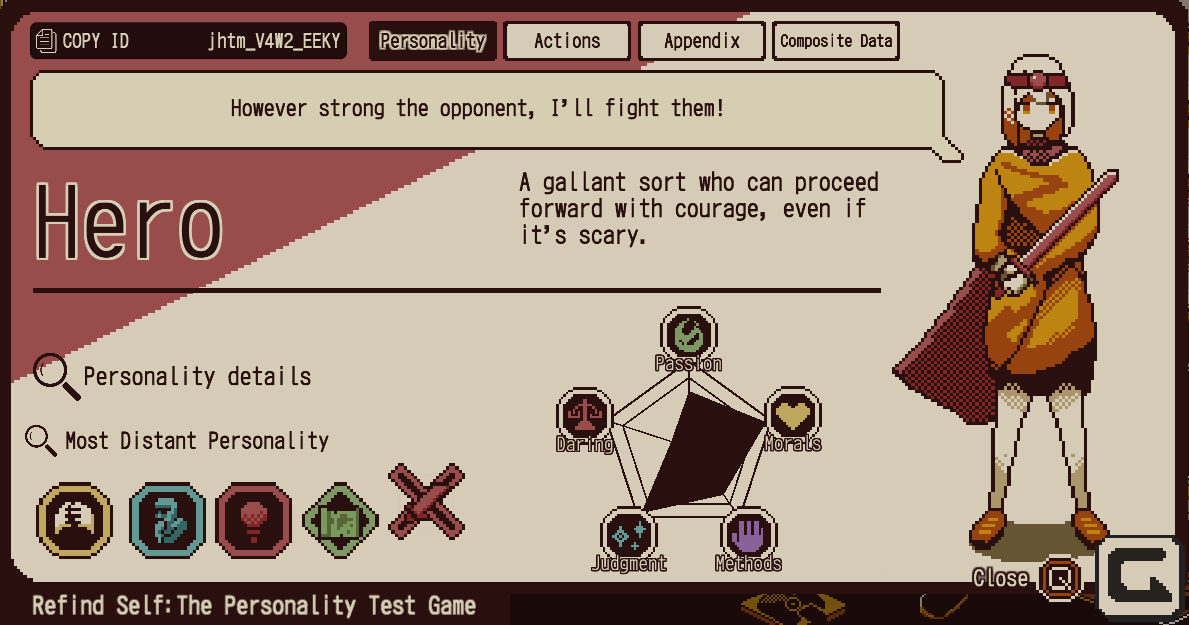 COPY ID jhtm_V4W2_EEKY Personality Actions Appendix Composite Data
However strong the opponent, I'll fight them!
Hero
A gallant sort who can proceed
forward with courage, even if
it's scary.
Personality details
Most Distant Personality
Passion
Daring
Morals
Judgment
Methods
Close Q
Refind Self:The Personality Test Game